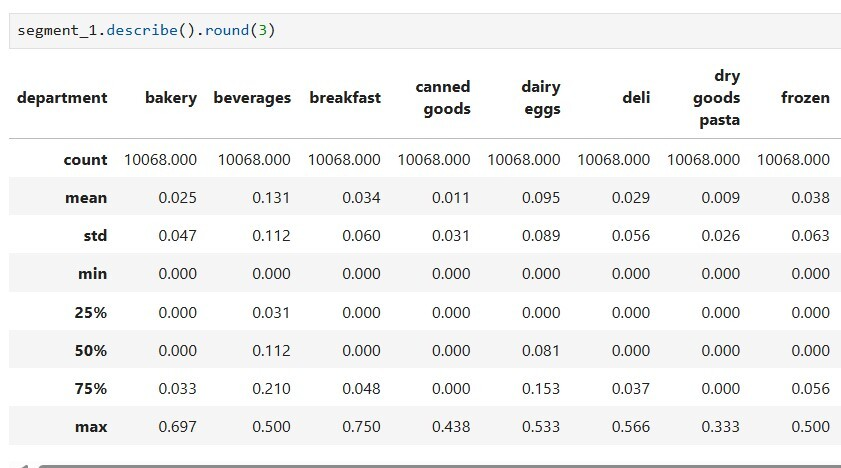 segment_1.describe().round(3)
department bakery beverages breakfast canned goods dairy eggs deli dry goods pasta frozen
count 10068.000 10068.000 10068.000 10068.000 10068.000 10068.000 10068.000 10068.000
mean 0.025 0.131 0.034 0.011 0.095 0.029 0.009 0.038
std 0.047 0.112 0.060 0.031 0.089 0.056 0.026 0.063
min 0.000 0.000 0.000 0.000 0.000 0.000 0.000 0.000
25% 0.000 0.031 0.000 0.000 0.000 0.000 0.000 0.000
50% 0.000 0.112 0.000 0.000 0.081 0.000 0.000 0.000
75% 0.033 0.210 0.048 0.000 0.153 0.037 0.000 0.056
max 0.697 0.500 0.750 0.438 0.533 0.566 0.333 0.500